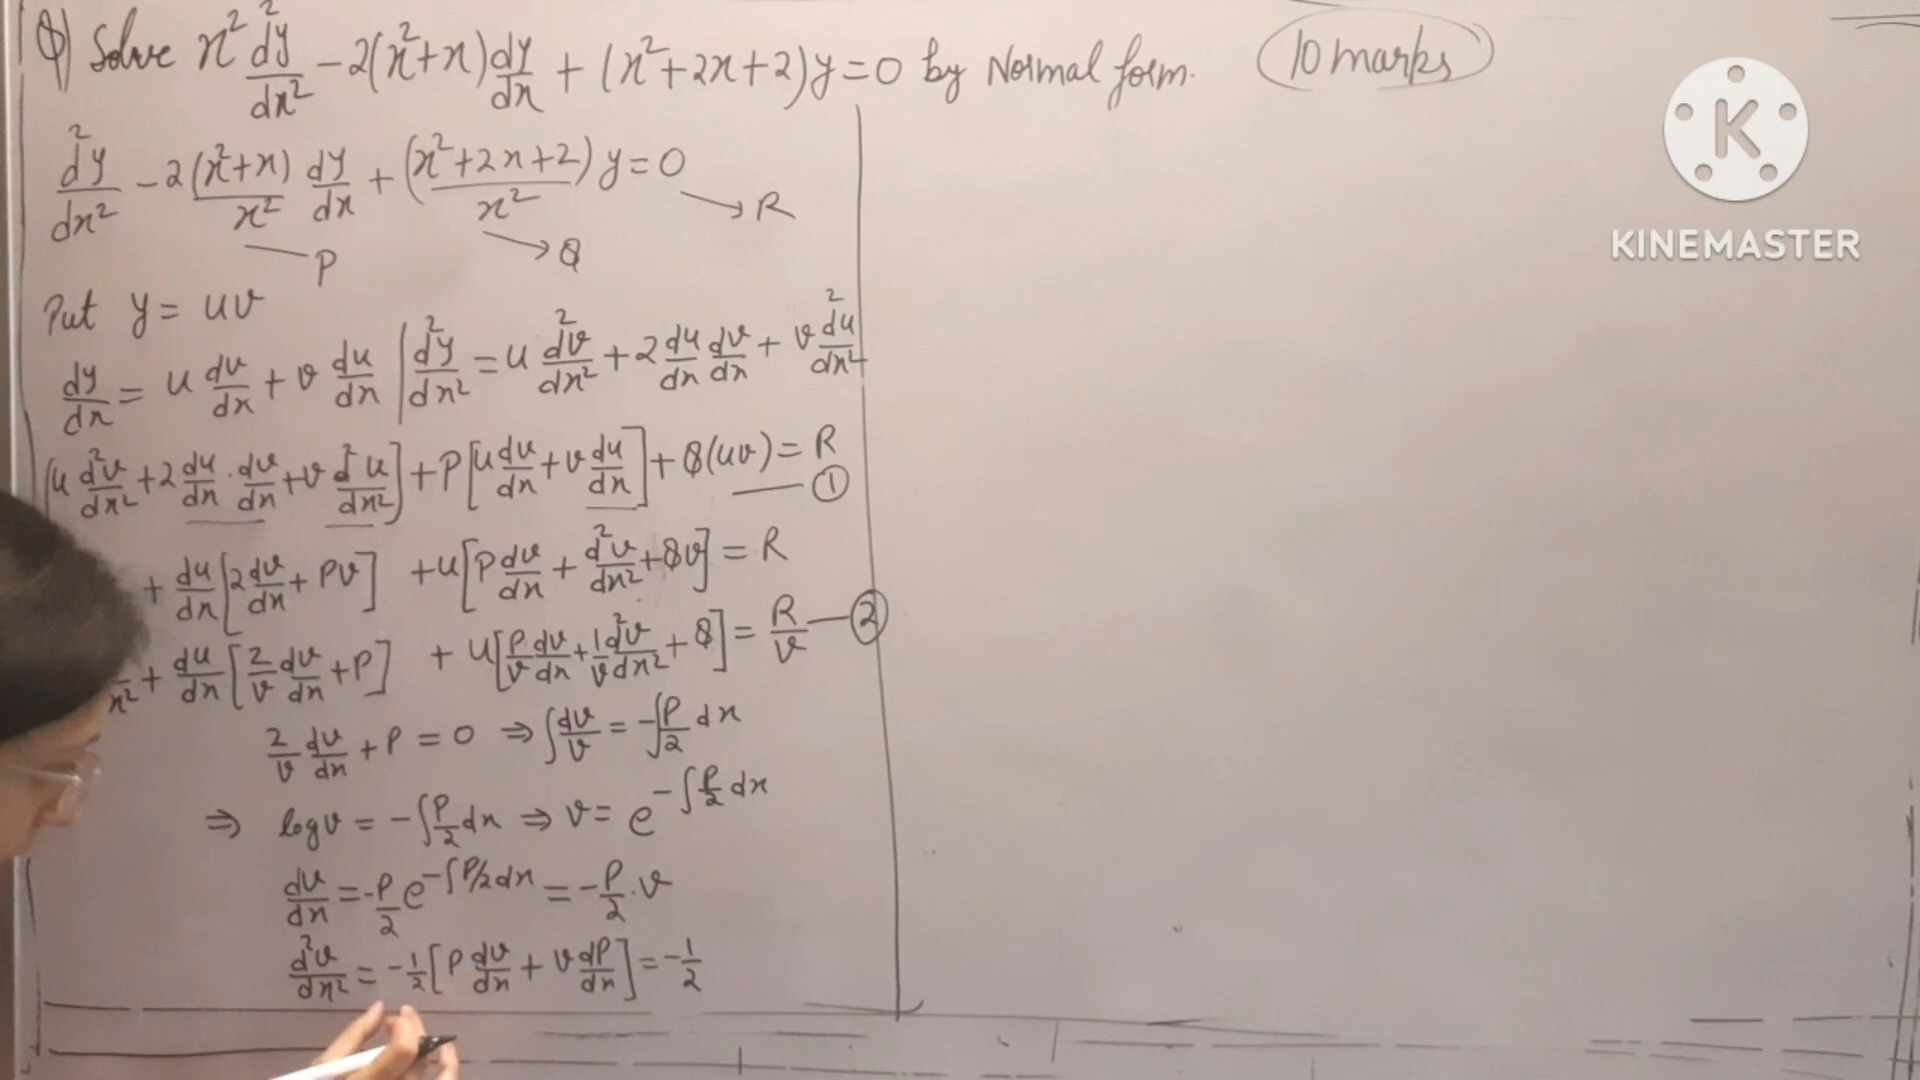 Q) Solve x² d²y/dx² - 2(x²+x) dy/dx + (x²+2x+2)y = 0 by Normal form. 10 marks
K
KINEMASTER
d²y/dx² - 2(x²+x)/x² dy/dx + (x²+2x+2)/x² y = 0
→ R
P → Q
Put y = uv
dy/dx = u dv/dx + v du/dx | d²y/dx² = u d²v/dx² + 2 du/dx dv/dx + v d²u/dx²
[u d²v/dx² + 2 du/dx · dv/dx + v d²u/dx²] + P[u dv/dx + v du/dx] + Q(uv) = R — ①
+ du/dx [2 dv/dx + Pv] + u[P dv/dx + d²v/dx² + Qv] = R
x² + du/dx [2/v dv/dx + P] + u[P/v dv/dx + 1/v d²v/dx² + Q] = R/v — ②
2/v dv/dx + P = 0 ⇒ ∫dv/v = -∫P/2 dx
⇒ log v = -∫P/2 dx ⇒ v = e^(-∫P/2 dx)
dv/dx = -P/2 e^(-∫P/2 dx) = -P/2 · v
d²v/dx² = -1/2 [P dv/dx + v dP/dx] = -1/2